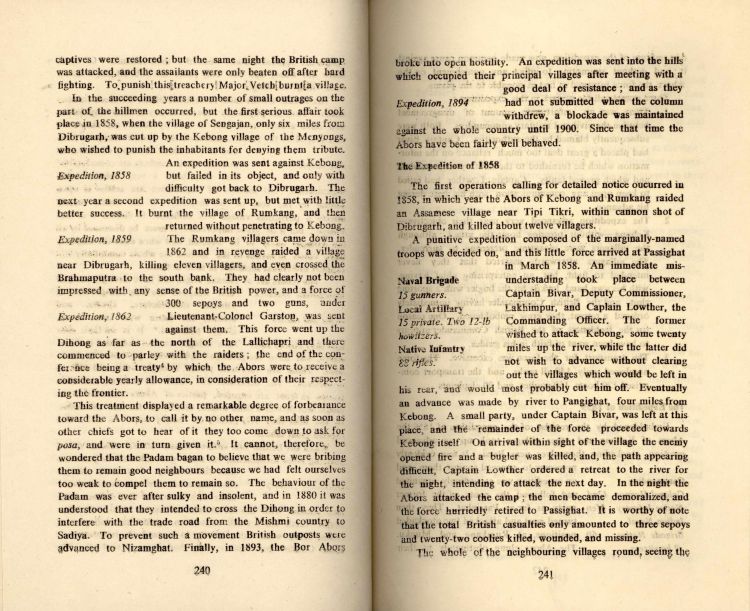 captives were restored ; but the same night the British camp
was attacked, and the assailants were only beaten off after hard
fighting. To punish this treachery Major Vetch burnt a village.
In the succeeding years a number of small outrages on the
part of the hillmen occurred, but the first serious affair took
place in 1858, when the village of Sengajan, only six miles from
Dibrugarh, was cut up by the Kebong village of the Menyongs,
who wished to punish the inhabitants for denying them tribute.
An expedition was sent against Kebong,
Expedition, 1858 but failed in its object, and only with
difficulty got back to Dibrugarh. The
next year a second expedition was sent up, but met with little
better success. It burnt the village of Rumkang, and then
returned without penetrating to Kebong.
Expedition, 1859 The Rumkang villagers came down in
1862 and in revenge raided a village
near Dibrugarh, killing eleven villagers, and even crossed the
Brahmaputra to the south bank. They had clearly not been
impressed with any sense of the British power, and a force of
300 sepoys and two guns, under
Expedition, 1862 Lieutenant-Colonel Garston, was sent
against them. This force went up the
Dihong as far as the north of the Lallichapri and there
commenced to parley with the raiders ; the end of the con-
ference being a treaty⁵ by which the Abors were to receive a
considerable yearly allowance, in consideration of their respect-
ing the frontier.
This treatment displayed a remarkable degree of forbearance
toward the Abors, to call it by no other name, and as soon as
other chiefs got to hear of it they too come down to ask for
posa, and were in turn given it.⁶ It cannot, therefore, be
wondered that the Padam bagan to believe that we were bribing
them to remain good neighbours because we had felt ourselves
too weak to compel them to remain so. The behaviour of the
Padam was ever after sulky and insolent, and in 1880 it was
understood that they intended to cross the Dihong in order to
interfere with the trade road from the Mishmi country to
Sadiya. To prevent such a movement British outposts were
advanced to Nizamghat. Finally, in 1893, the Bor Abors
240
broke into open hostility. An expedition was sent into the hills
which occupied their principal villages after meeting with a
good deal of resistance ; and as they
Expedition, 1894 had not submitted when the column
withdrew, a blockade was maintained
against the whole country until 1900. Since that time the
Abors have been fairly well behaved.
The Expedition of 1858
The first operations calling for detailed notice oucurred in
1858, in which year the Abors of Kebong and Rumkang raided
an Assamese village near Tipi Tikri, within cannon shot of
Dibrugarh, and killed about twelve villagers.
A punitive expedition composed of the marginally-named
troops was decided on, and this little force arrived at Passighat
in March 1858. An immediate mis-
Naval Brigade understanding took place between
15 gunners. Captain Bivar, Deputy Commissioner,
Local Artillary Lakhimpur, and Caplain Lowther, the
15 private. Two 12-lb Commanding Officer. The former
howitzers. wished to attack Kebong, some twenty
Native Infantry miles up the river, while the latter did
88 rifles. not wish to advance without clearing
out the villages which would be left in
his rear, and would most probably cut him off. Eventually
an advance was made by river to Pangighat, four miles from
Kebong. A small party, under Captain Bivar, was left at this
place, and the remainder of the force proceeded towards
Kebong itself On arrival within sight of the village the enemy
opened fire and a bugler was killed, and, the path appearing
difficult, Captain Lowther ordered a retreat to the river for
the night, intending to attack the next day. In the night the
Abors attacked the camp ; the men became demoralized, and
the force hurriedly retired to Passighat. It is worthy of note
that the total British casualties only amounted to three sepoys
and twenty-two coolies killed, wounded, and missing.
The whole of the neighbouring villages round, seeing the
241